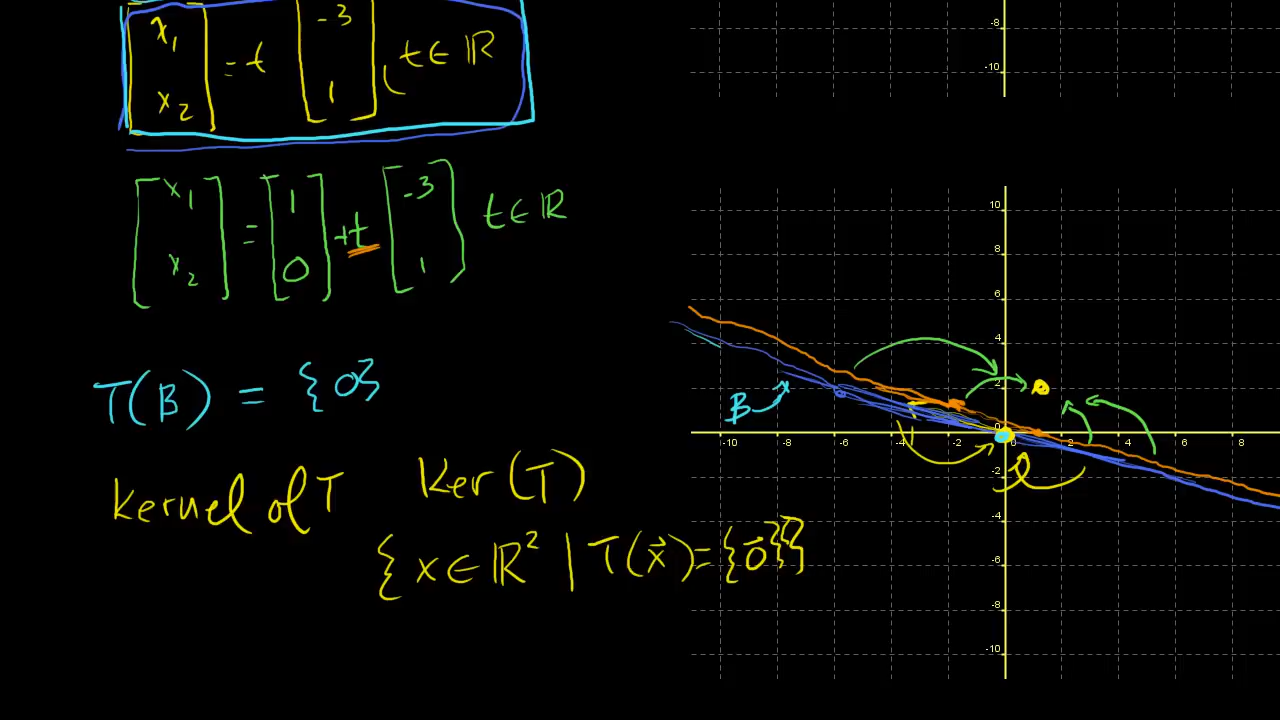 [x₁ x₂] = t [-3 1], t ∈ ℝ
[x₁ x₂] = [1 0] + t [-3 1] t ∈ ℝ
T(B) = {0}
kernel of T Ker(T)
{x ∈ ℝ² | T(x⃗) = {0⃗}}
B
-8
-10
10
8
6
4
2
0
-10 -8 -6 -4 -2 0 2 4 6 8
-2
-4
-6
-8
-10